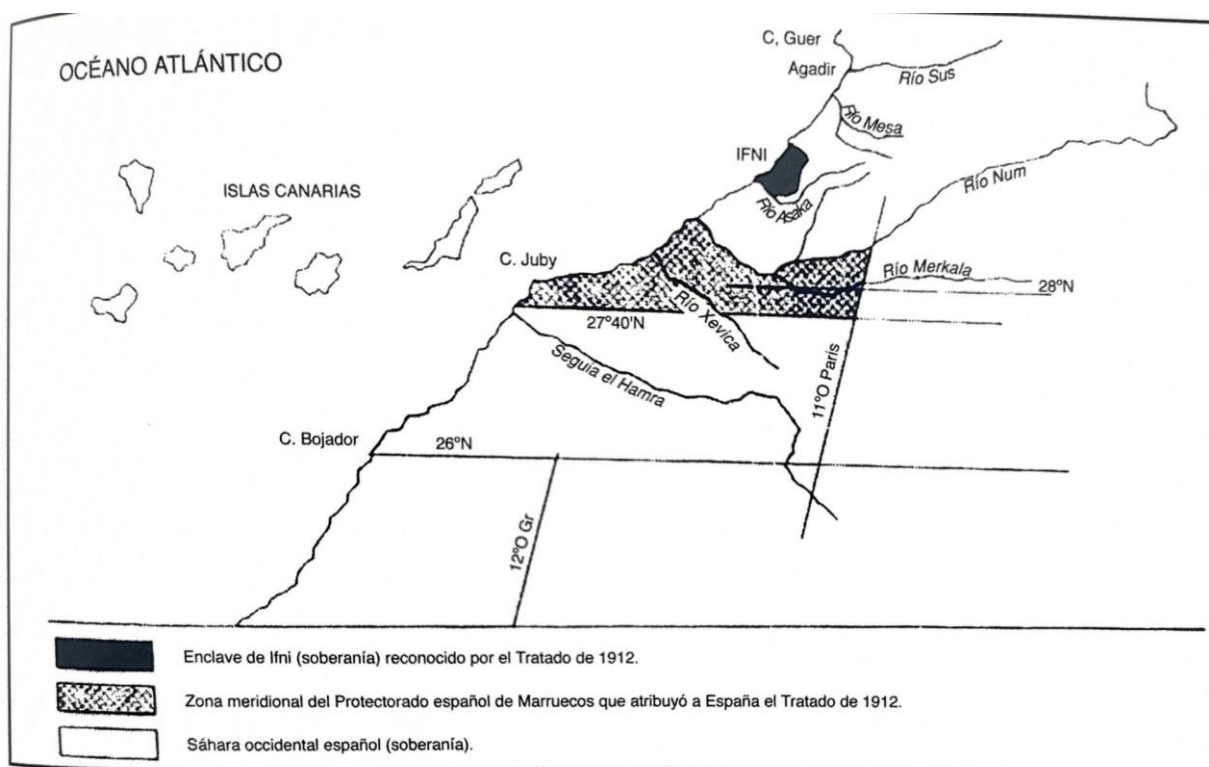 OCÉANO ATLÁNTICO
C, Guer
Agadir
Río Sus
Río Mesa
IFNI
Río Num
ISLAS CANARIAS
Río Asaka
C. Juby
Río Merkala
28ºN
27º40'N
Río Xevica
Seguia el Hamra
11ºO París
C. Bojador
26ºN
12ºO Gr
Enclave de Ifni (soberanía) reconocido por el Tratado de 1912.
Zona meridional del Protectorado español de Marruecos que atribuyó a España el Tratado de 1912.
Sáhara occidental español (soberanía).